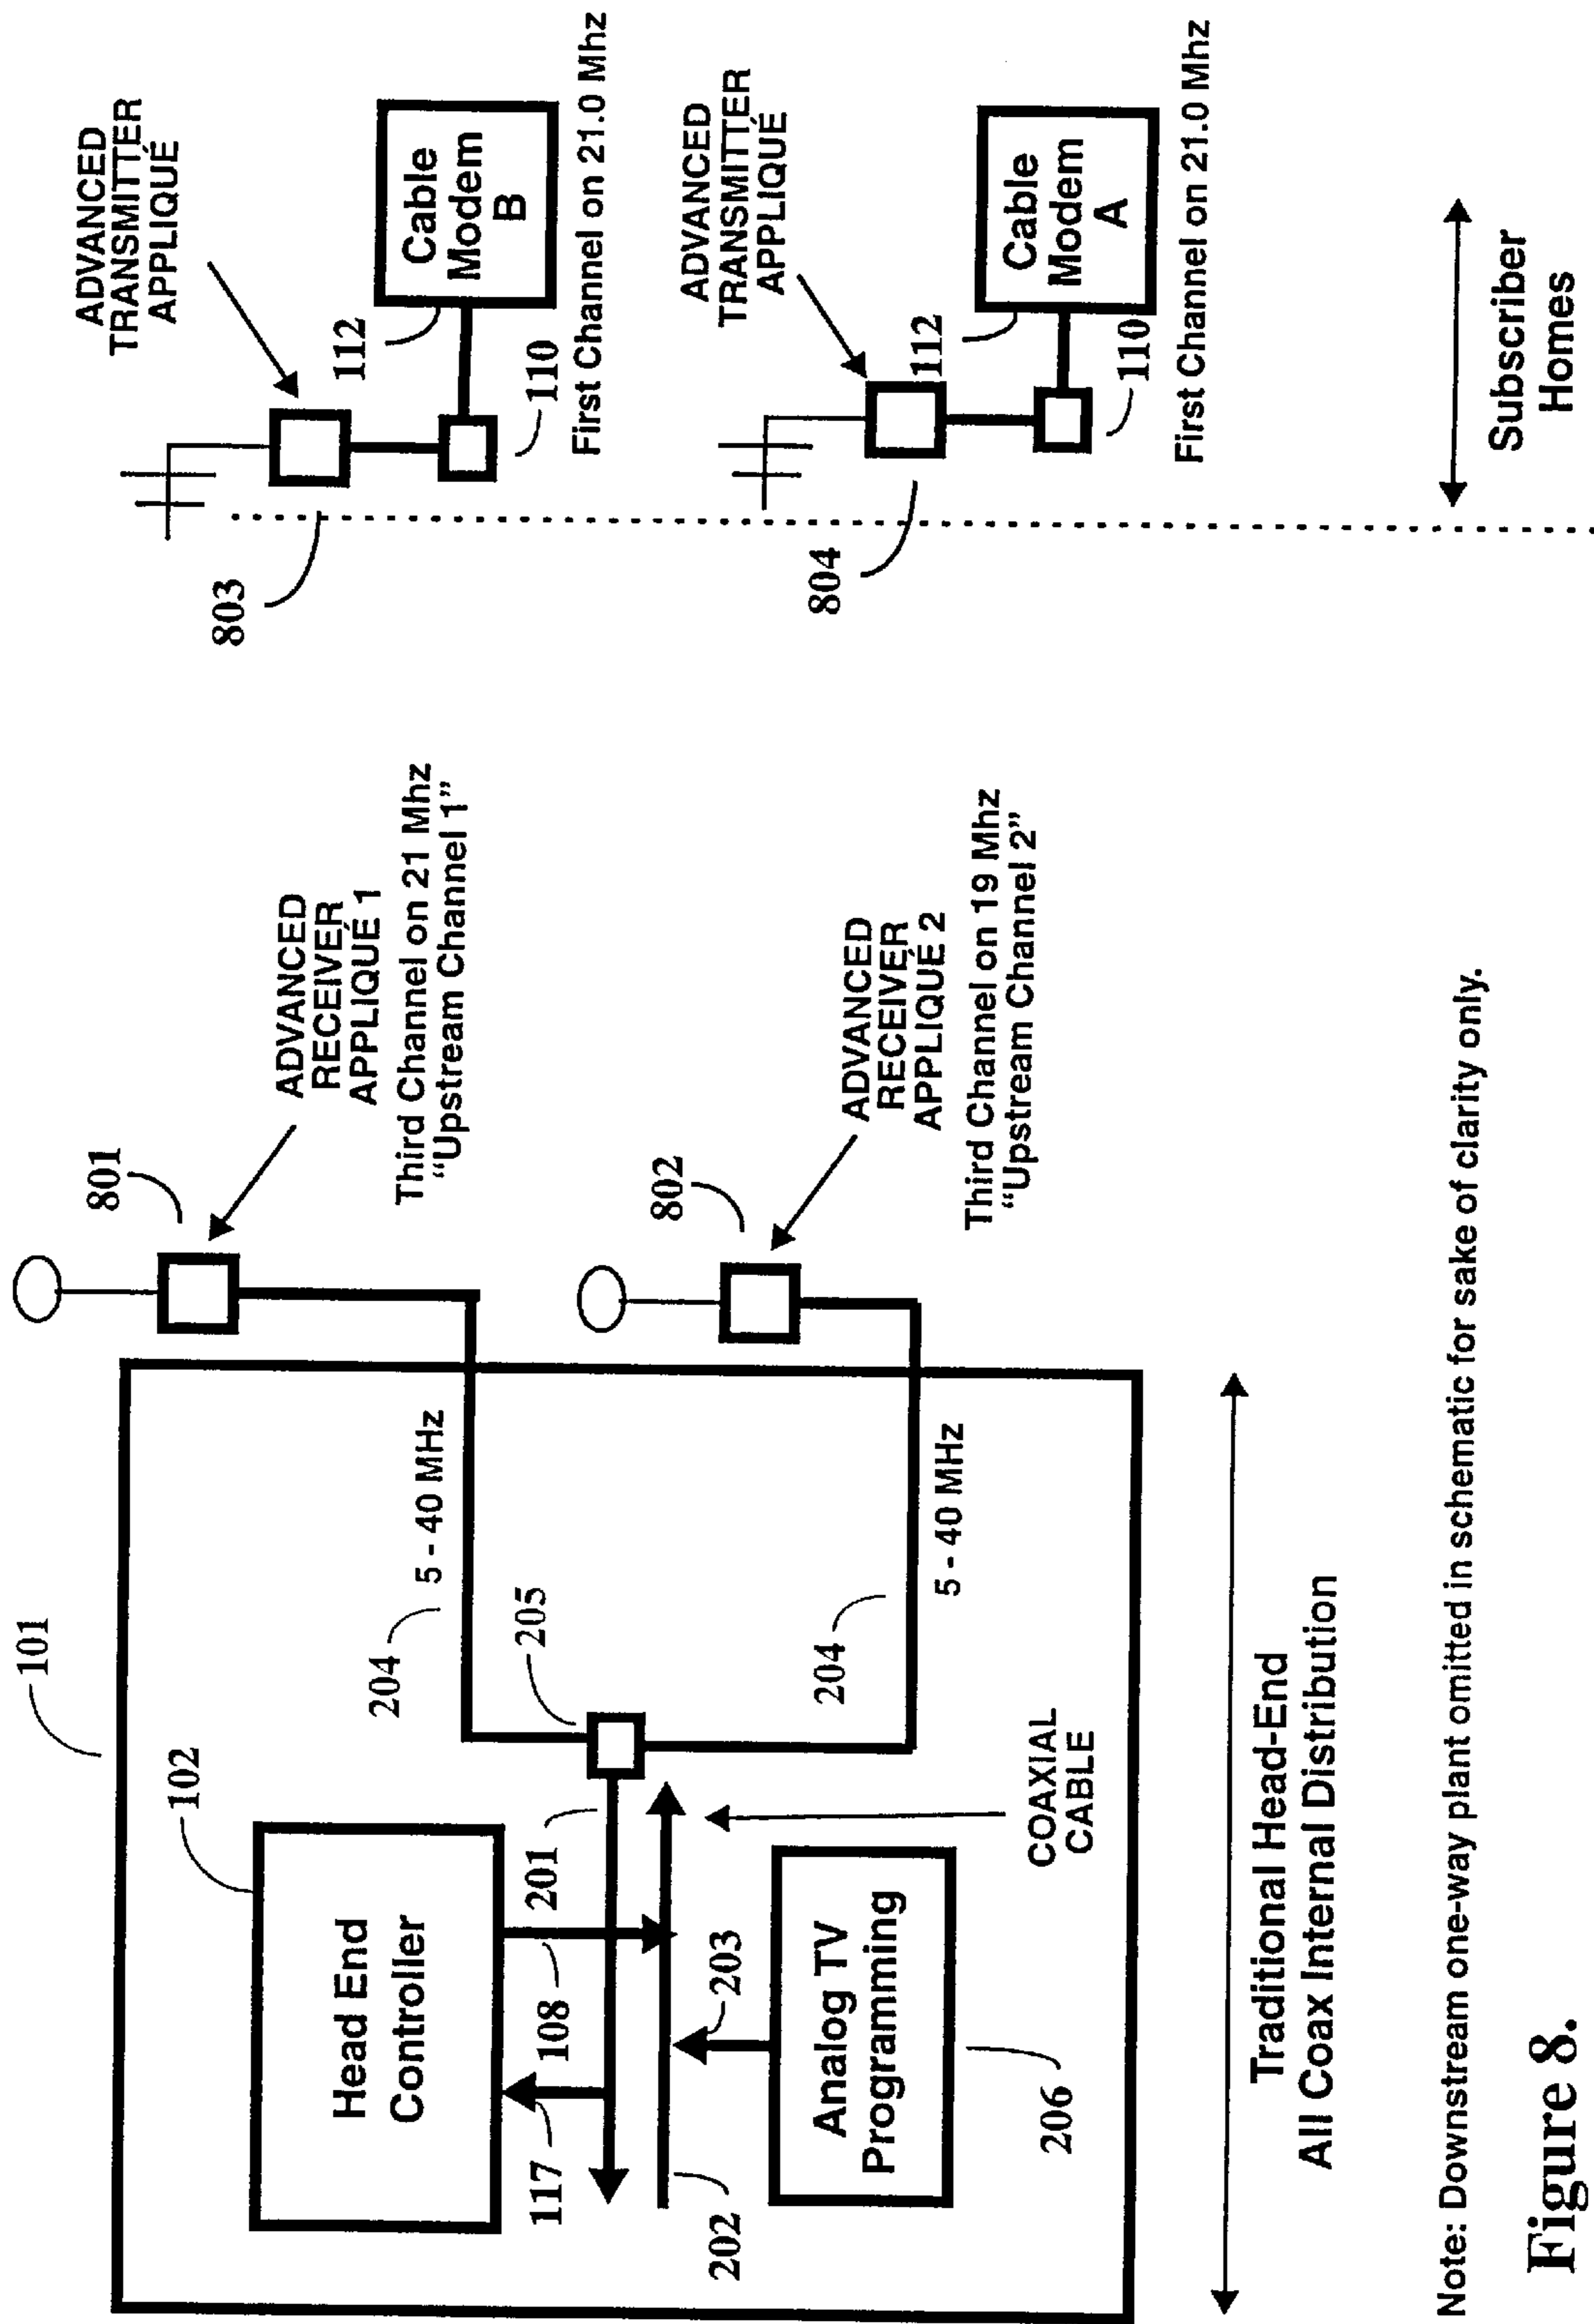 101
102
Head End
Controller
117
108
201
202
203
Analog TV
Programming
206
205
204
5 - 40 MHz
204
5 - 40 MHz
COAXIAL
CABLE
Traditional Head-End
All Coax Internal Distribution
801
ADVANCED
RECEIVER
APPLIQUÉ 1
Third Channel on 21 Mhz
“Upstream Channel 1”
802
ADVANCED
RECEIVER
APPLIQUÉ 2
Third Channel on 19 Mhz
“Upstream Channel 2”
803
ADVANCED
TRANSMITTER
APPLIQUÉ
112
Cable
Modem
B
110
First Channel on 21.0 Mhz
804
ADVANCED
TRANSMITTER
APPLIQUÉ
112
Cable
Modem
A
110
First Channel on 21.0 Mhz
Subscriber
Homes
Note: Downstream one-way plant omitted in schematic for sake of clarity only.
Figure 8.